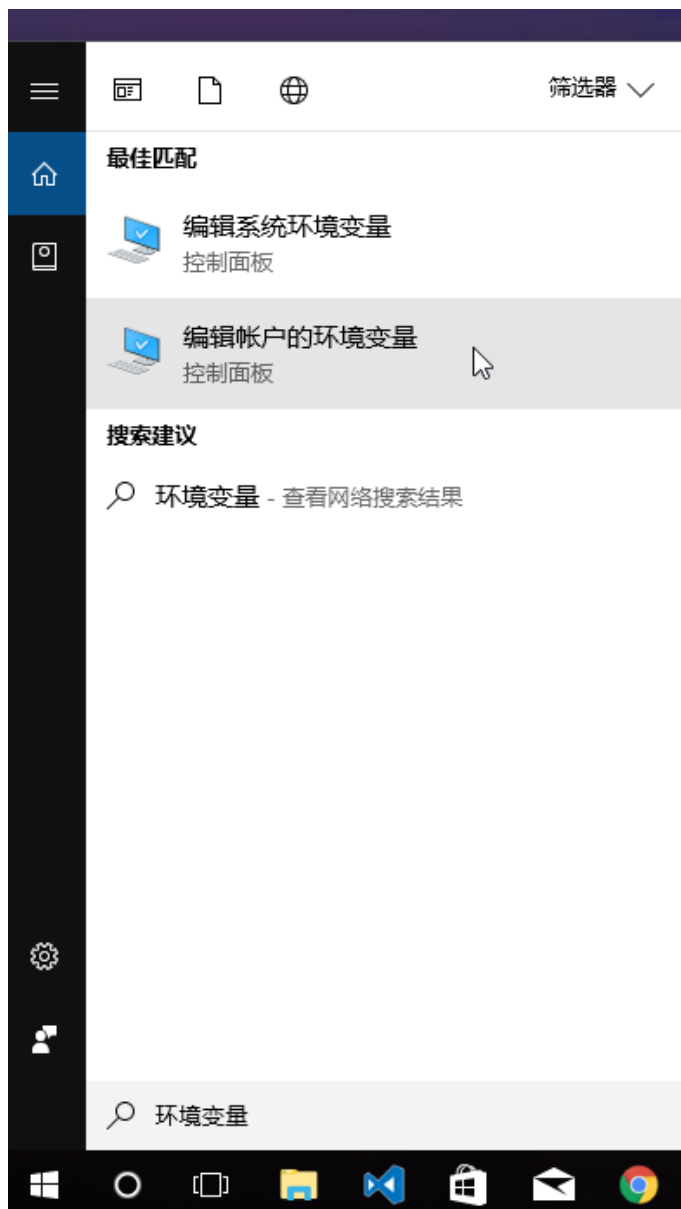 筛选器
最佳匹配
编辑系统环境变量
控制面板
编辑帐户的环境变量
控制面板
搜索建议
环境变量 - 查看网络搜索结果
环境变量